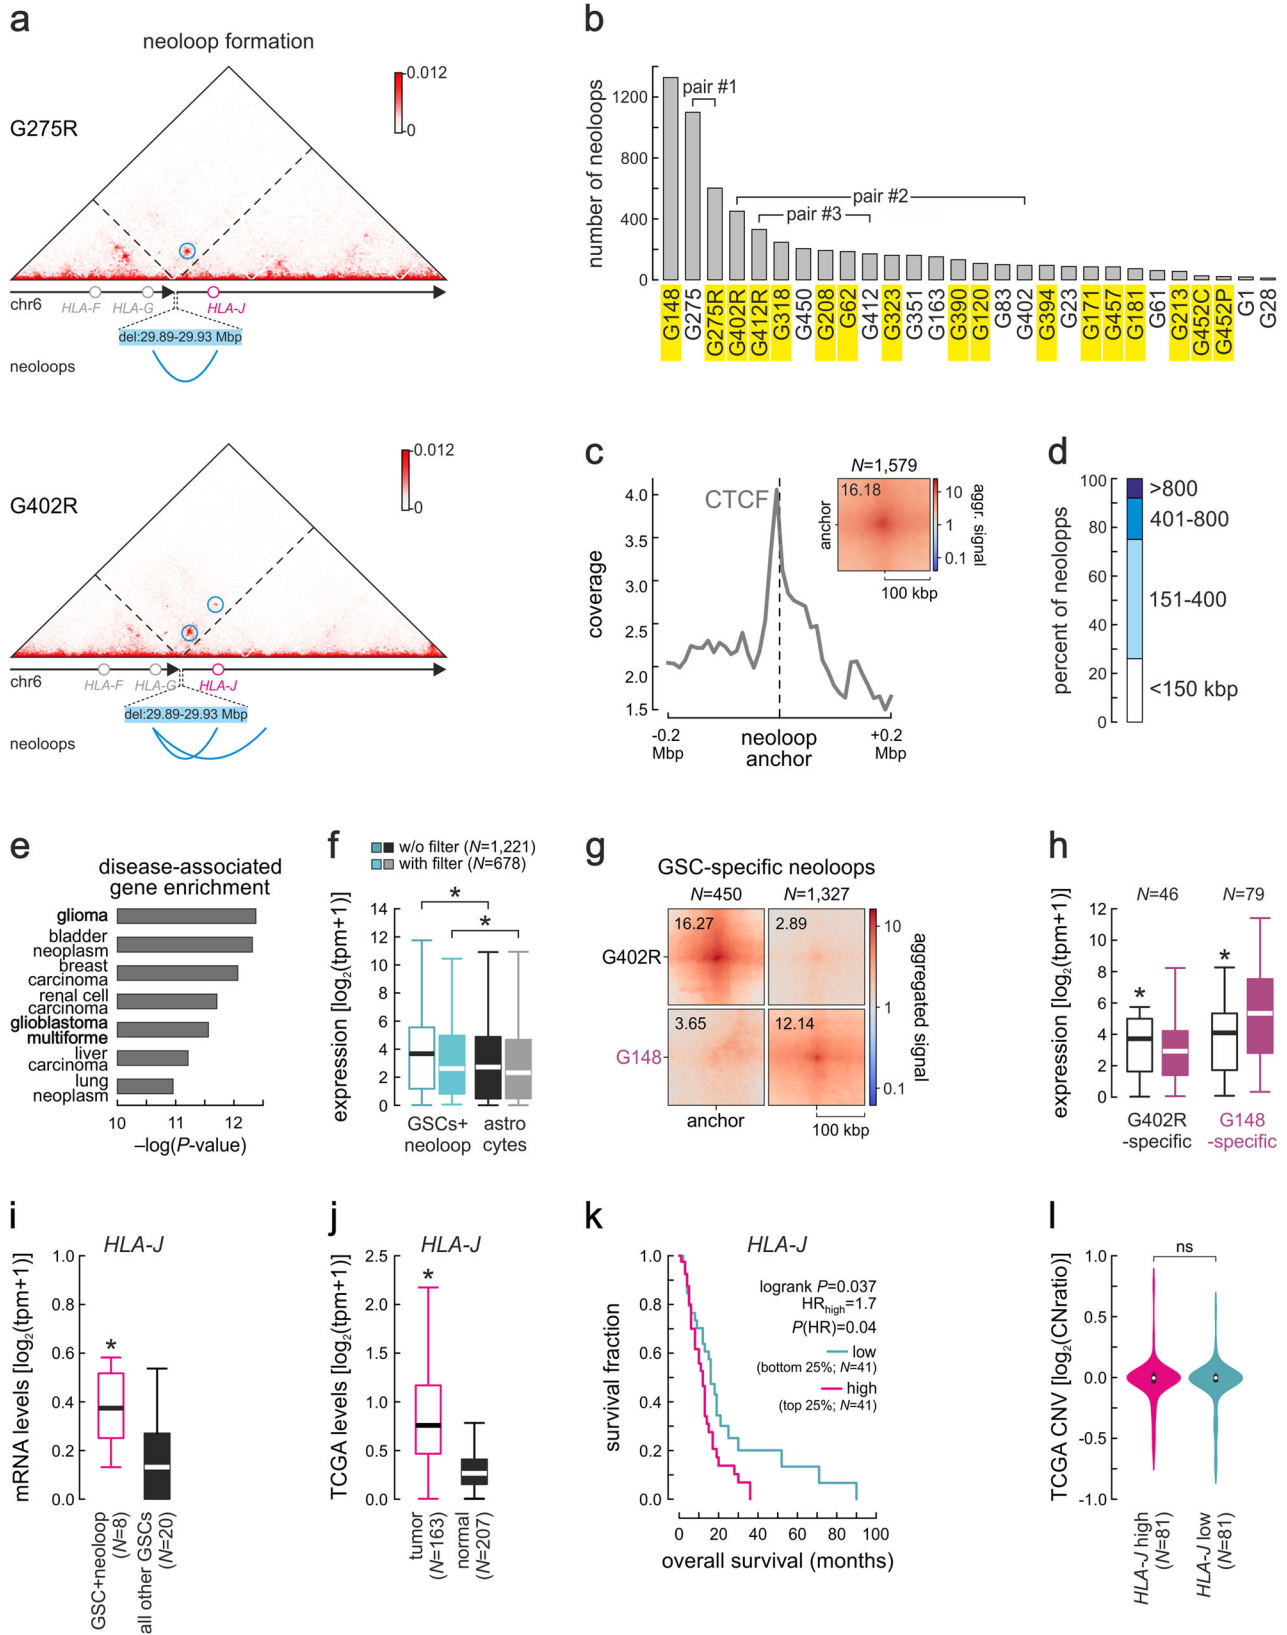 a
neoloop formation
G275R
0.012
0
chr6
HLA-F
HLA-G
HLA-J
del:29.89-29.93 Mbp
neoloops
G402R
0.012
0
chr6
HLA-F
HLA-G
HLA-J
del:29.89-29.93 Mbp
neoloops
b
number of neoloops
1200
800
400
0
pair #1
pair #2
pair #3
G148
G275
G275R
G402R
G412R
G318
G450
G208
G62
G412
G323
G351
G163
G390
G120
G83
G402
G394
G23
G171
G457
G181
G61
G213
G452C
G452P
G1
G28
c
coverage
4.0
3.5
3.0
2.5
2.0
1.5
CTCF
-0.2
Mbp
neoloop
anchor
+0.2
Mbp
N=1,579
16.18
anchor
100 kbp
10
1
0.1
aggr. signal
d
percent of neolopps
100
80
60
40
20
0
>800
401-800
151-400
<150 kbp
e
disease-associated
gene enrichment
glioma
bladder
neoplasm
breast
carcinoma
renal cell
carcinoma
glioblastoma
multiforme
liver
carcinoma
lung
neoplasm
10 11 12
–log(P-value)
f
w/o filter (N=1,221)
with filter (N=678)
expression [log2(tpm+1)]
14
12
10
8
6
4
2
0
*
*
GSCs+
neoloop
astro
cytes
g
GSC-specific neoloops
N=450 N=1,327
G402R
16.27 2.89
G148
3.65 12.14
anchor
100 kbp
10
1
0.1
aggregated signal
h
expression [log2(tpm+1)]
N=46 N=79
12
10
8
6
4
2
0
*
*
G402R
-specific
G148
-specific
i
HLA-J
mRNA levels [log2(tpm+1)]
1.0
0.8
0.6
0.4
0.2
0.0
*
GSC+neoloop
(N=8)
all other GSCs
(N=20)
j
HLA-J
TCGA levels [log2(tpm+1)]
2.5
2.0
1.5
1.0
0.5
0.0
*
tumor
(N=163)
normal
(N=207)
k
HLA-J
survival fraction
1.0
0.8
0.6
0.4
0.2
0.0
logrank P=0.037
HRhigh=1.7
P(HR)=0.04
low
(bottom 25%; N=41)
high
(top 25%; N=41)
0 20 40 60 80 100
overall survival (months)
l
TCGA CNV [log2(CNratio)]
1.0
0.5
0.0
-0.5
-1.0
ns
HLA-J high
(N=81)
HLA-J low
(N=81)